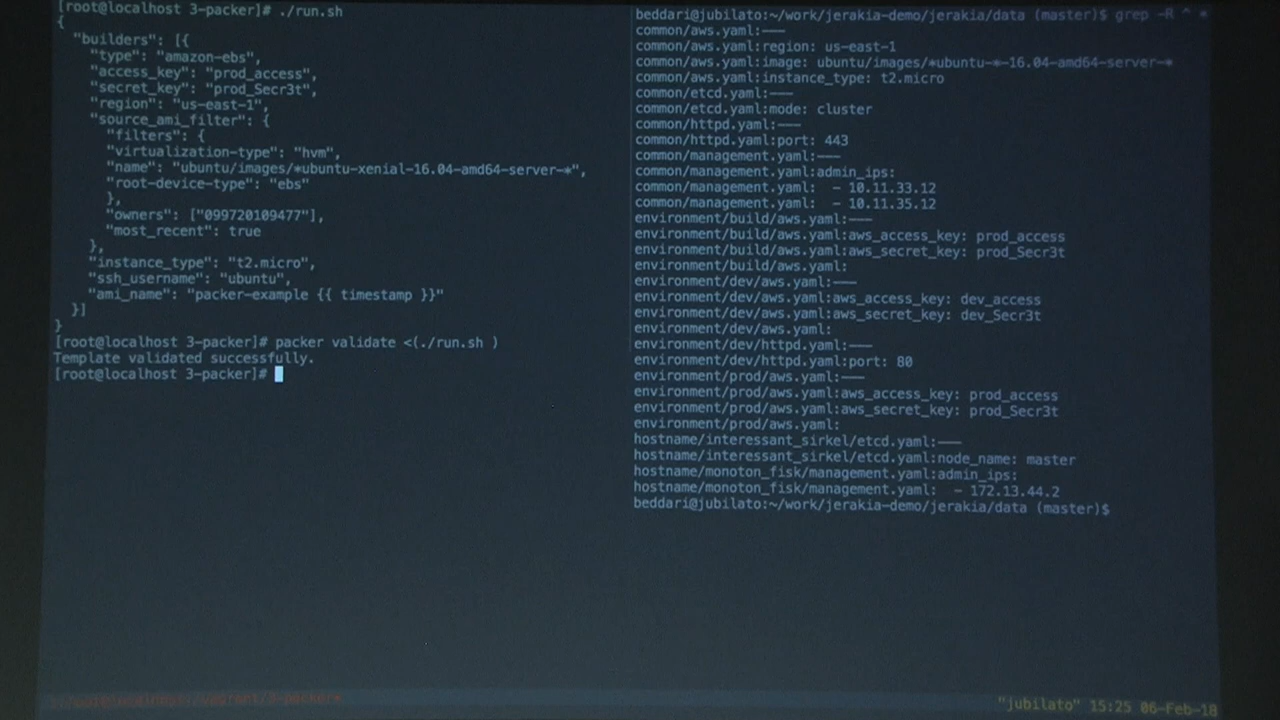 [root@localhost 3-packer]# ./run.sh
{
"builders": [{
"type": "amazon-ebs",
"access_key": "prod_access",
"secret_key": "prod_Secr3t",
"region": "us-east-1",
"source_ami_filter": {
"filters": {
"virtualization-type": "hvm",
"name": "ubuntu/images/*ubuntu-xenial-16.04-amd64-server-*",
"root-device-type": "ebs"
},
"owners": ["099720109477"],
"most_recent": true
},
"instance_type": "t2.micro",
"ssh_username": "ubuntu",
"ami_name": "packer-example {{ timestamp }}"
}]
}
[root@localhost 3-packer]# packer validate <(./run.sh )
Template validated successfully.
[root@localhost 3-packer]#
beddari@jubilato:~/work/jerakia-demo/jerakia/data (master)$ grep -R ^ *
common/aws.yaml:---
common/aws.yaml:region: us-east-1
common/aws.yaml:image: ubuntu/images/*ubuntu-*-16.04-amd64-server-*
common/aws.yaml:instance_type: t2.micro
common/etcd.yaml:---
common/etcd.yaml:mode: cluster
common/httpd.yaml:---
common/httpd.yaml:port: 443
common/management.yaml:---
common/management.yaml:admin_ips:
common/management.yaml: - 10.11.33.12
common/management.yaml: - 10.11.35.12
environment/build/aws.yaml:---
environment/build/aws.yaml:aws_access_key: prod_access
environment/build/aws.yaml:aws_secret_key: prod_Secr3t
environment/build/aws.yaml:
environment/dev/aws.yaml:---
environment/dev/aws.yaml:aws_access_key: dev_access
environment/dev/aws.yaml:aws_secret_key: dev_Secr3t
environment/dev/aws.yaml:
environment/dev/httpd.yaml:---
environment/dev/httpd.yaml:port: 80
environment/prod/aws.yaml:---
environment/prod/aws.yaml:aws_access_key: prod_access
environment/prod/aws.yaml:aws_secret_key: prod_Secr3t
environment/prod/aws.yaml:
hostname/interessant_sirkel/etcd.yaml:---
hostname/interessant_sirkel/etcd.yaml:node_name: master
hostname/monoton_fisk/management.yaml:admin_ips:
hostname/monoton_fisk/management.yaml: - 172.13.44.2
beddari@jubilato:~/work/jerakia-demo/jerakia/data (master)$
"jubilato" 15:25 06-Feb-18